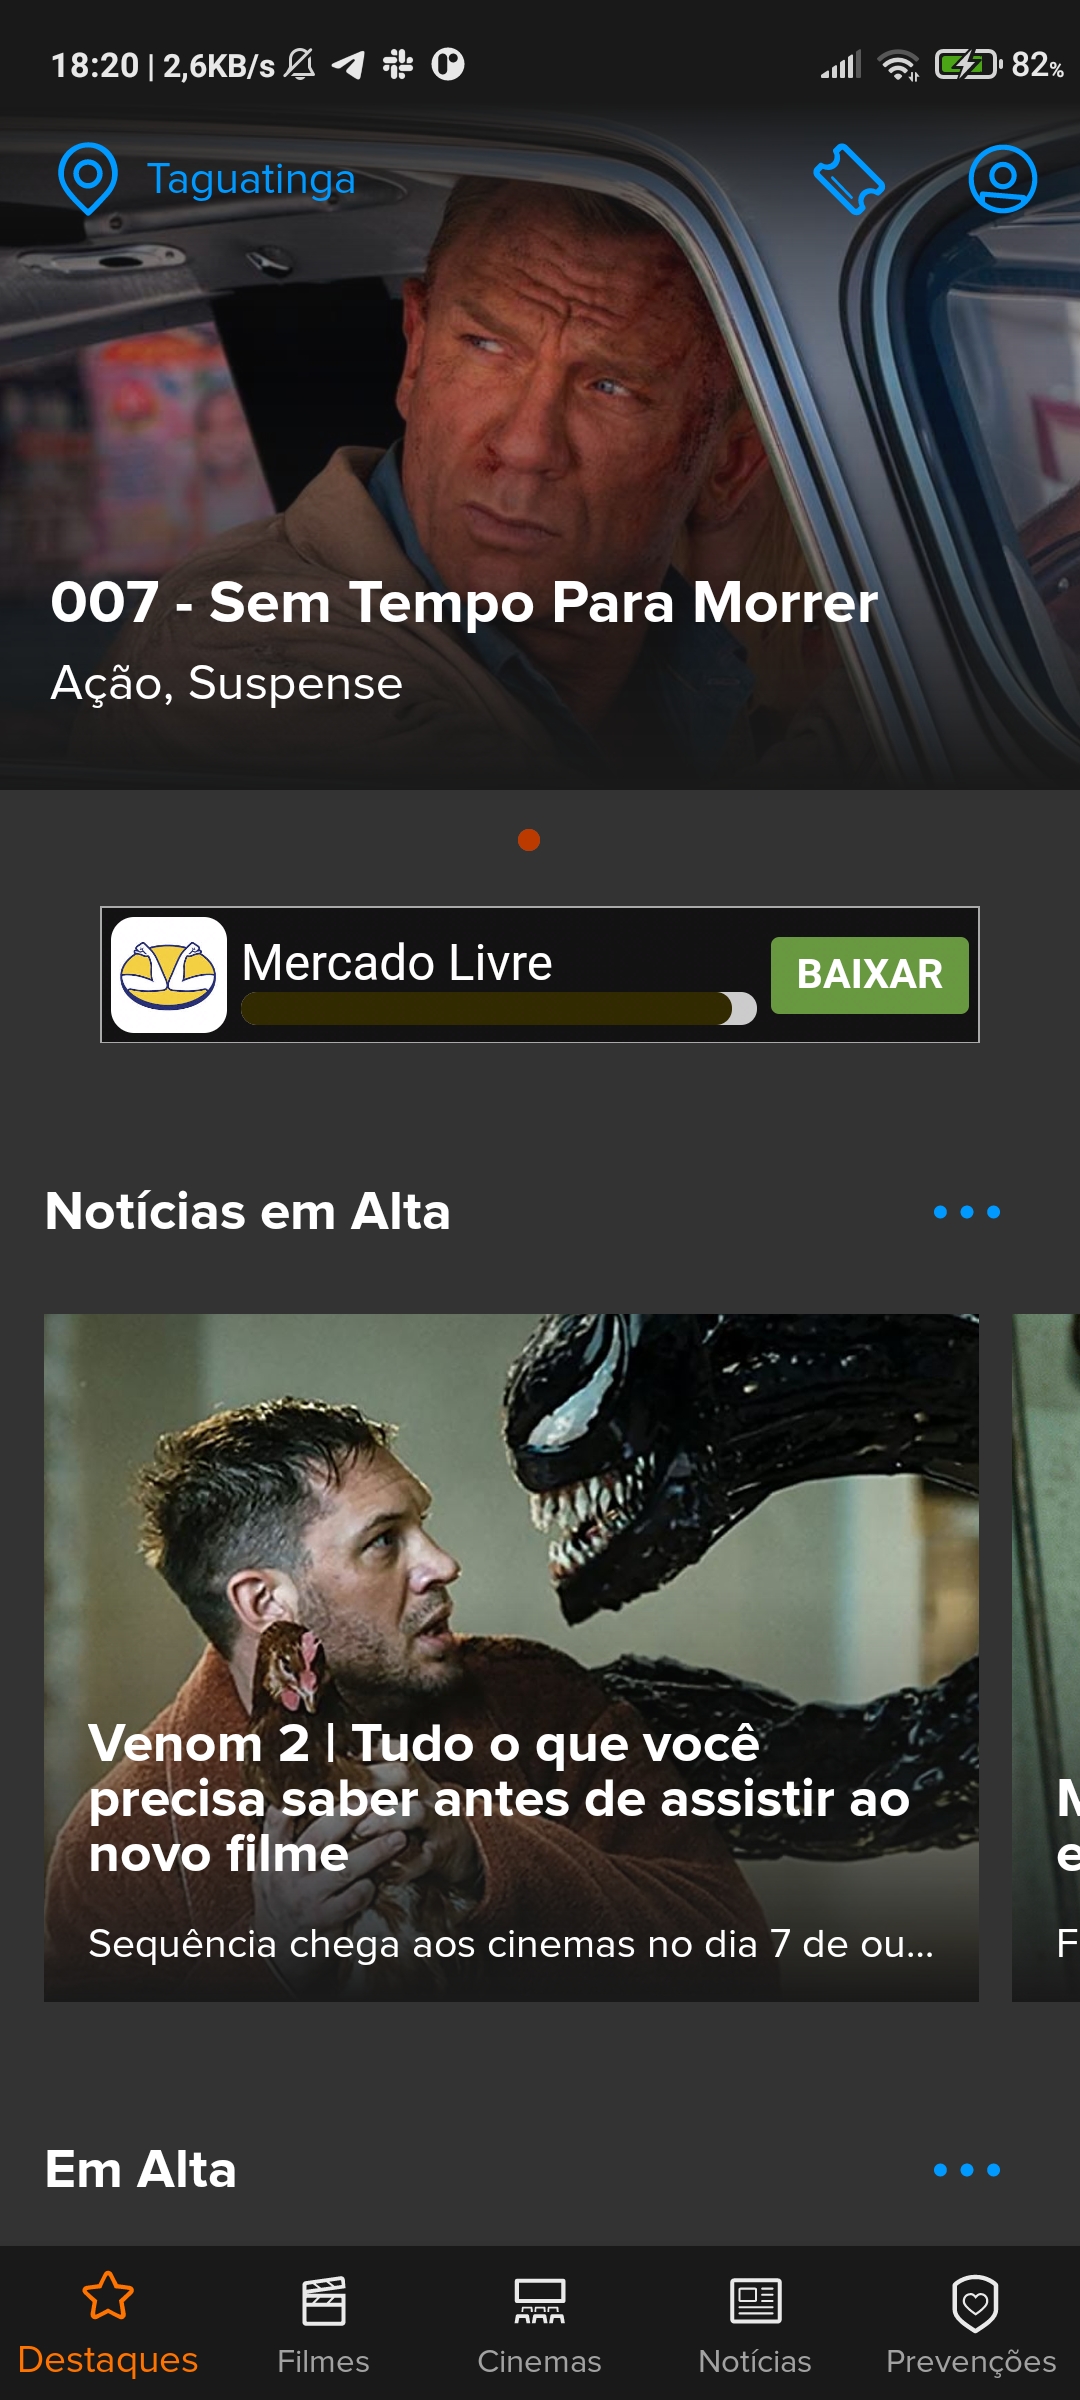 18:20 | 2,6KB/s
82%
Taguatinga
007 - Sem Tempo Para Morrer
Ação, Suspense
Mercado Livre
BAIXAR
Notícias em Alta
Venom 2 | Tudo o que você
precisa saber antes de assistir ao
novo filme
Sequência chega aos cinemas no dia 7 de ou...
M
e
F
Em Alta
Destaques
Filmes
Cinemas
Notícias
Prevenções